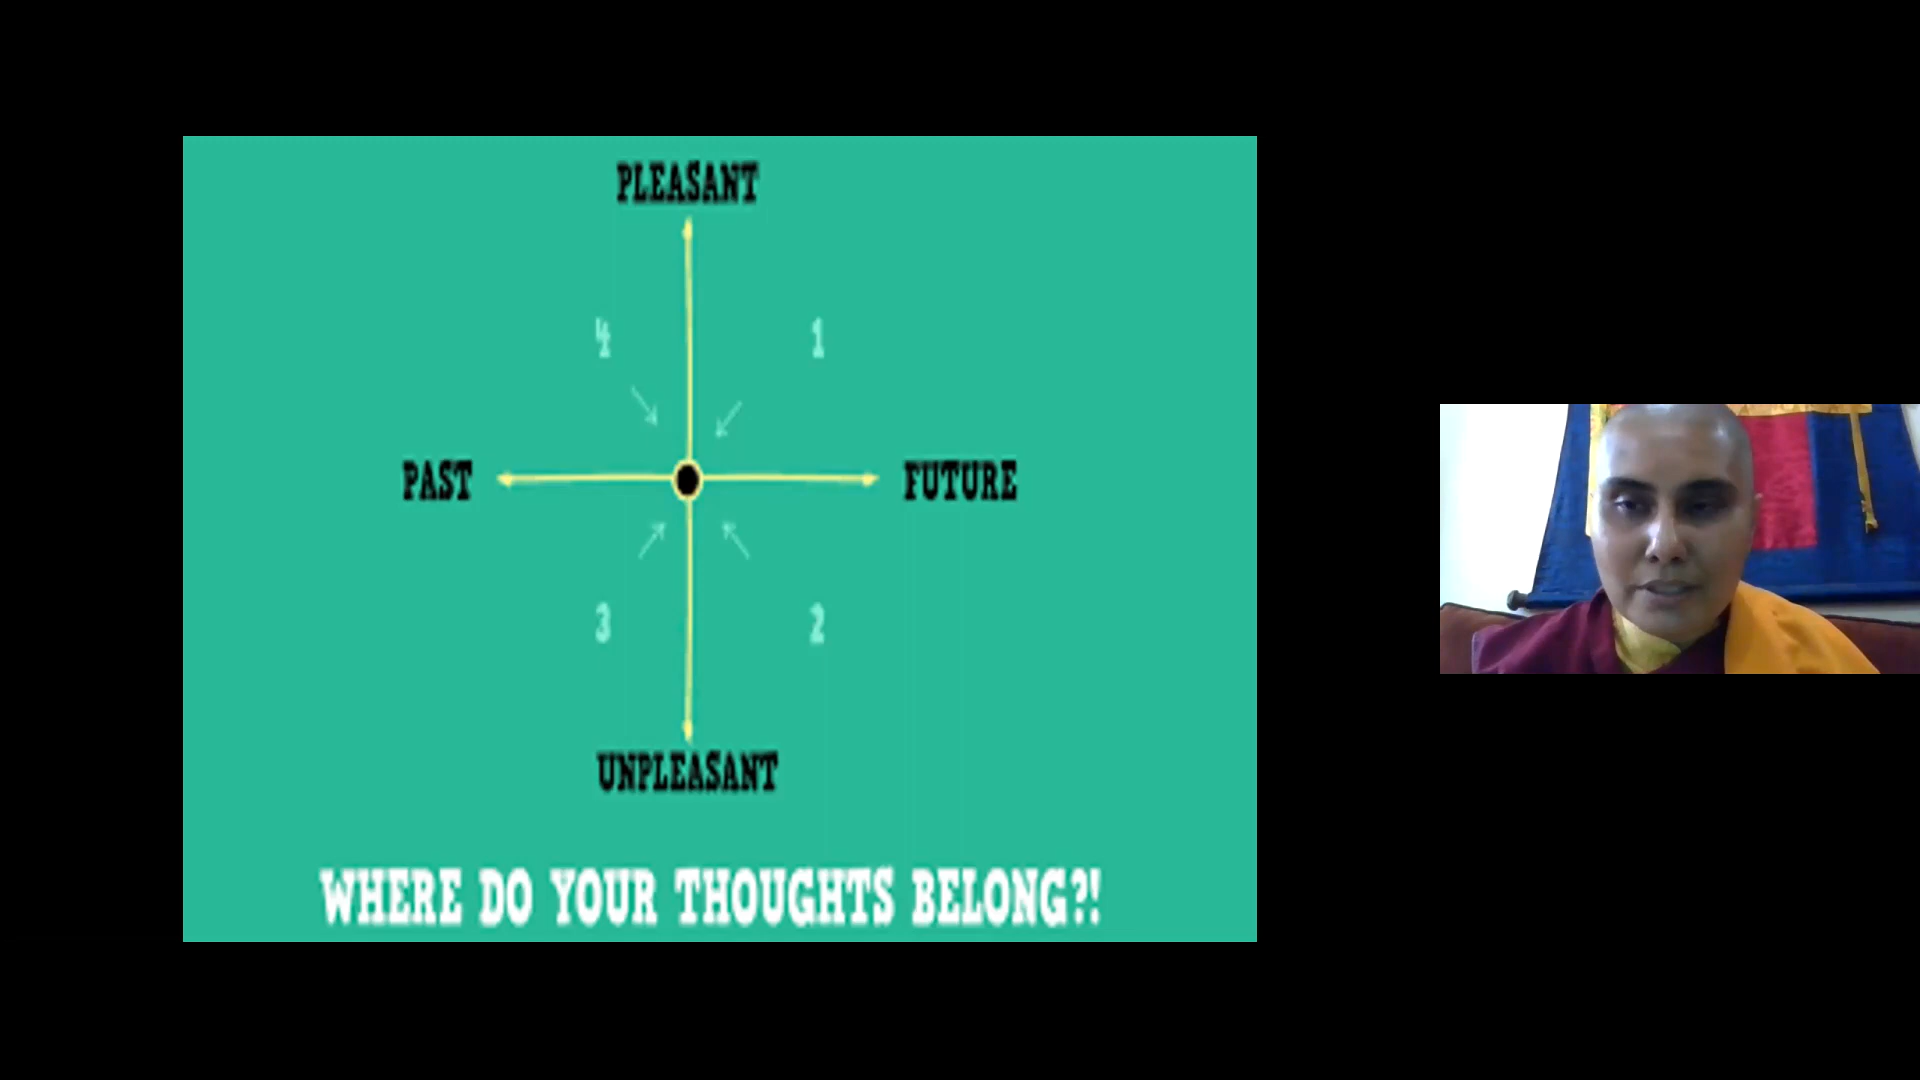 PLEASANT
4 1
PAST FUTURE
3 2
UNPLEASANT
WHERE DO YOUR THOUGHTS BELONG?!